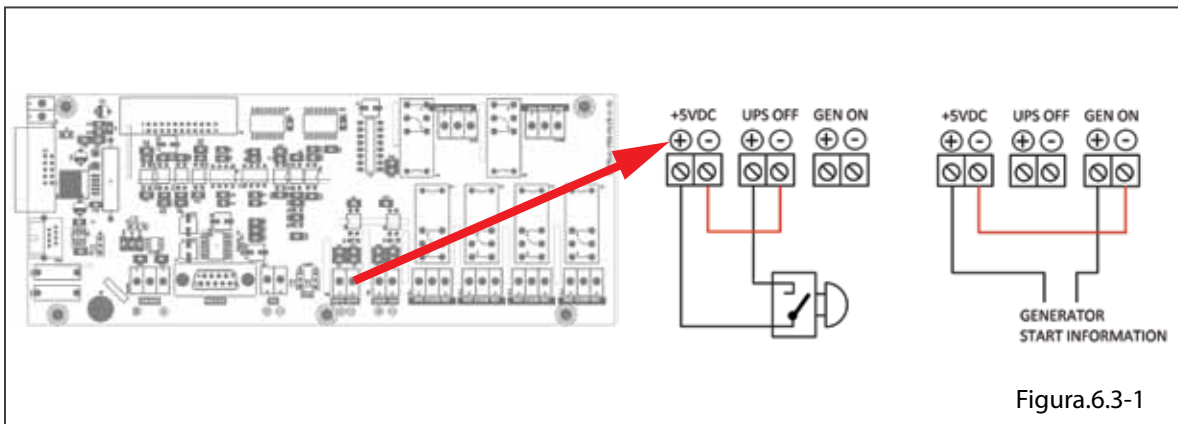 +5VDC UPS OFF GEN ON
+ - + - + -
+5VDC UPS OFF GEN ON
+ - + - + -
GENERATOR
START INFORMATION
Figura.6.3-1